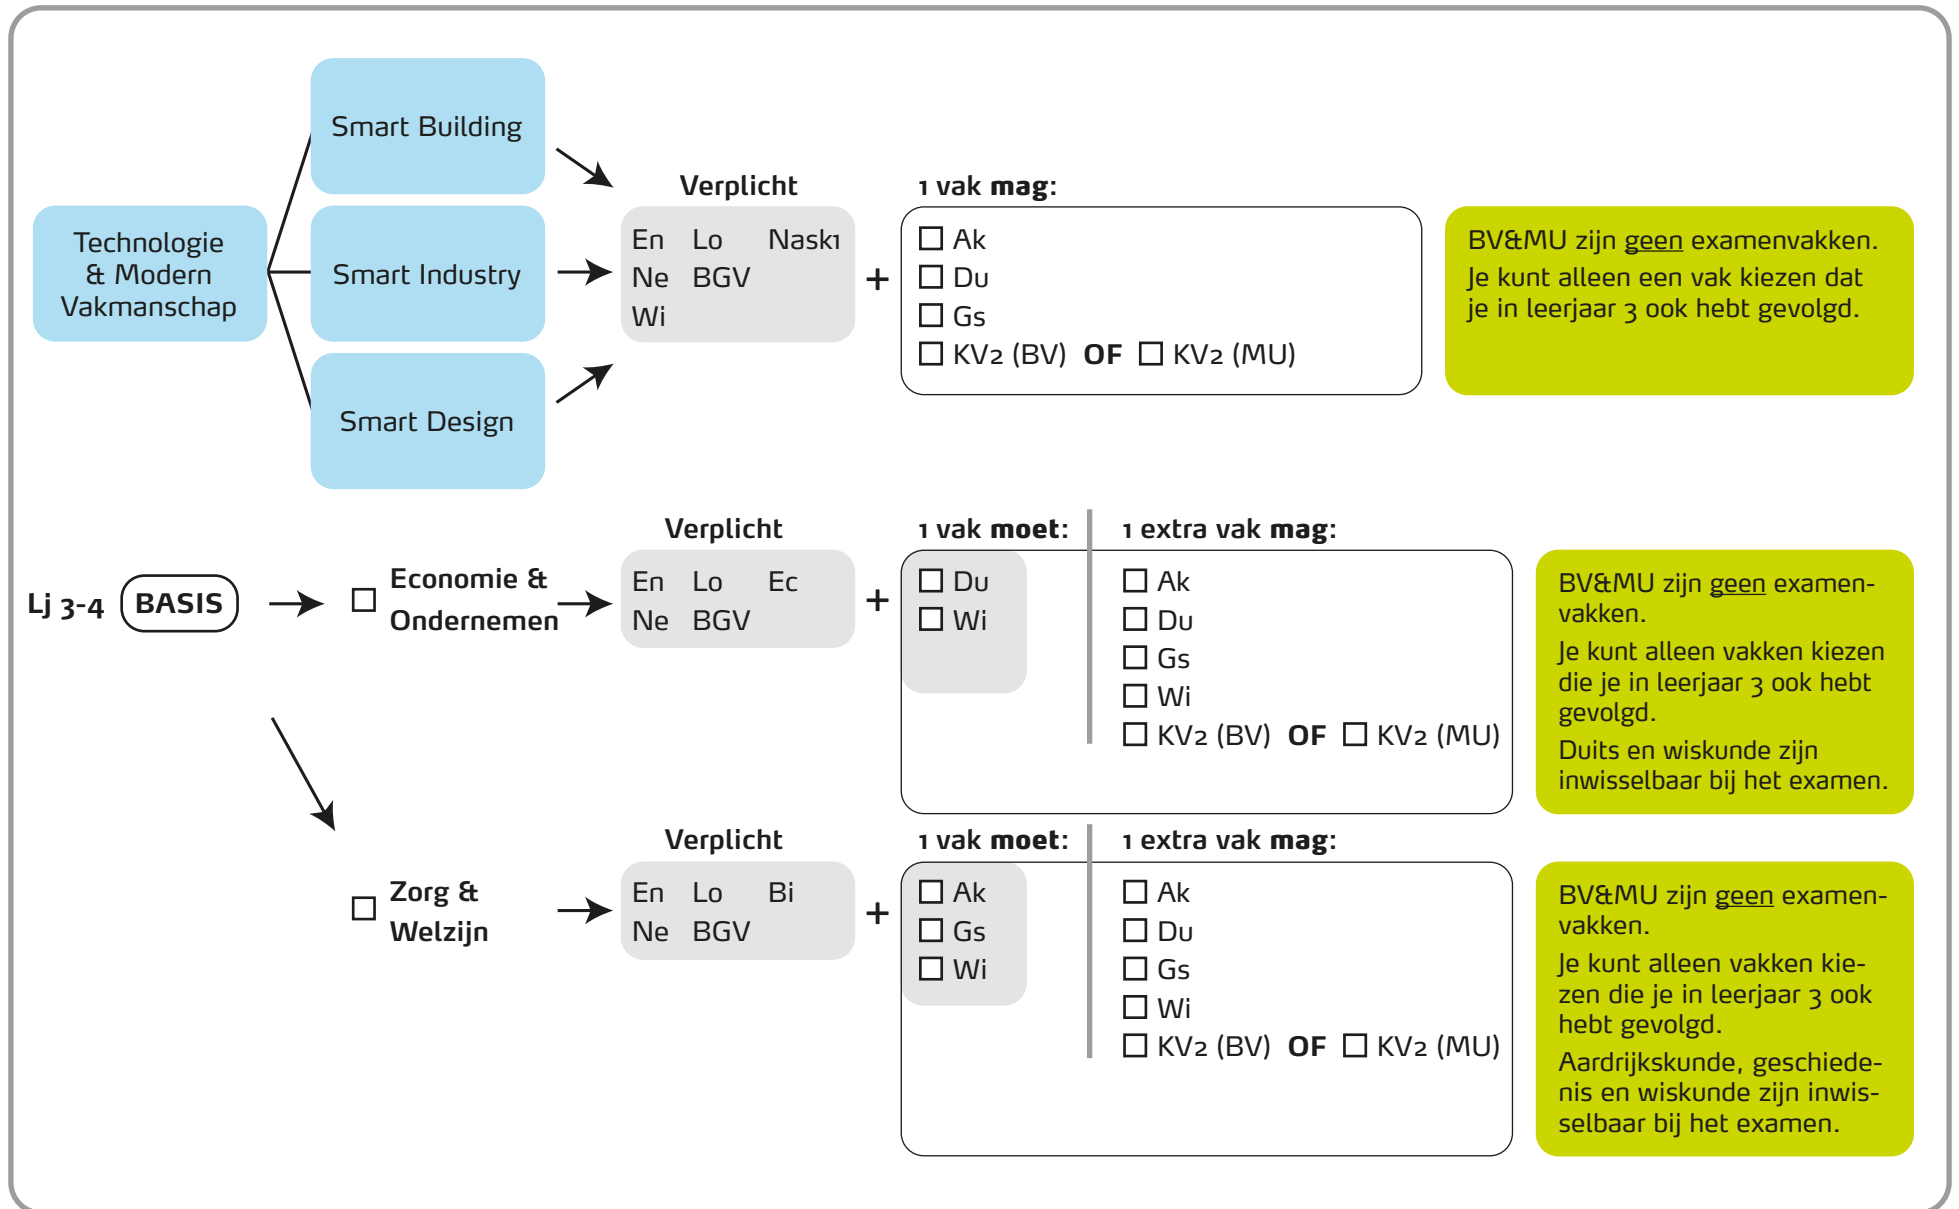 Technologie
& Modern
Vakmanschap
Smart Building
Smart Industry
Smart Design
Verplicht
En Lo Nask1
Ne BGV
Wi
+
1 vak mag:
Ak
Du
Gs
KV2 (BV) OF KV2 (MU)
BV&MU zijn geen examenvakken.
Je kunt alleen een vak kiezen dat
je in leerjaar 3 ook hebt gevolgd.
Lj 3-4 BASIS
Economie &
Ondernemen
Verplicht
En Lo Ec
Ne BGV
+
1 vak moet:
Du
Wi
1 extra vak mag:
Ak
Du
Gs
Wi
KV2 (BV) OF KV2 (MU)
BV&MU zijn geen examen-
vakken.
Je kunt alleen vakken kiezen
die je in leerjaar 3 ook hebt
gevolgd.
Duits en wiskunde zijn
inwisselbaar bij het examen.
Zorg &
Welzijn
Verplicht
En Lo Bi
Ne BGV
+
1 vak moet:
Ak
Gs
Wi
1 extra vak mag:
Ak
Du
Gs
Wi
KV2 (BV) OF KV2 (MU)
BV&MU zijn geen examen-
vakken.
Je kunt alleen vakken kie-
zen die je in leerjaar 3 ook
hebt gevolgd.
Aardrijkskunde, geschiede-
nis en wiskunde zijn inwis-
selbaar bij het examen.